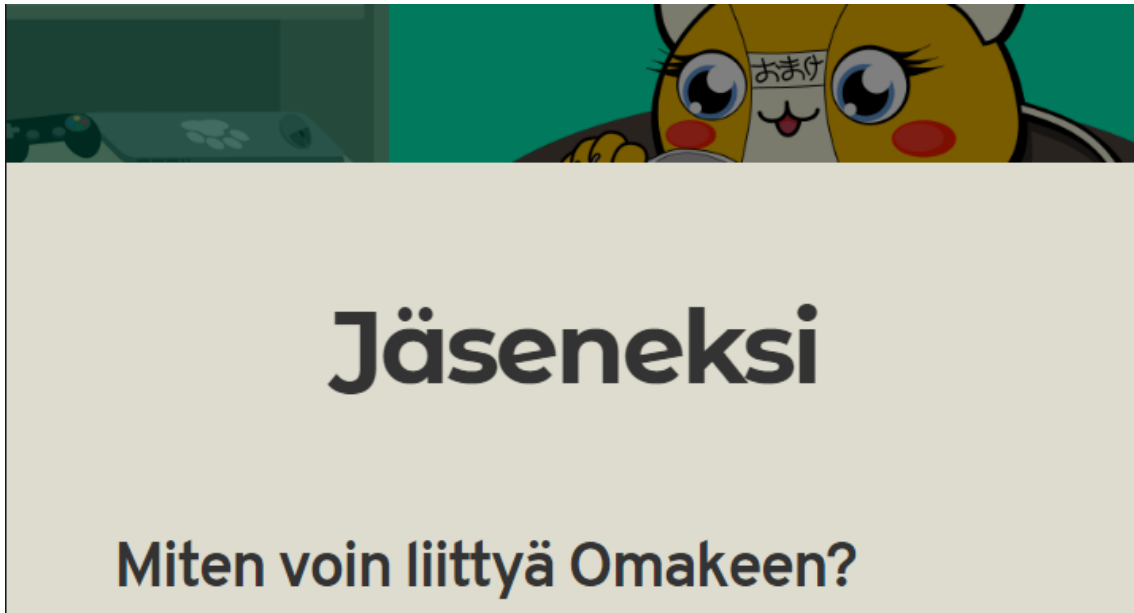 おまけ
Jäseneksi
Miten voin liittyä Omakeen?